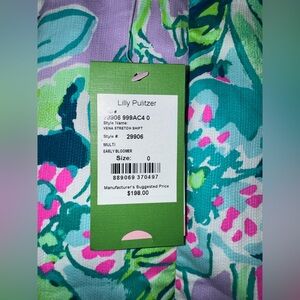 Lilly Pulitzer
29906 999AC4 0
Style Name:
VENA STRETCH SHIFT
Style # 29906
MULTI
EARLY BLOOMER
Size: 0
889069 370497
Manufacturer's Suggested Price
$198.00